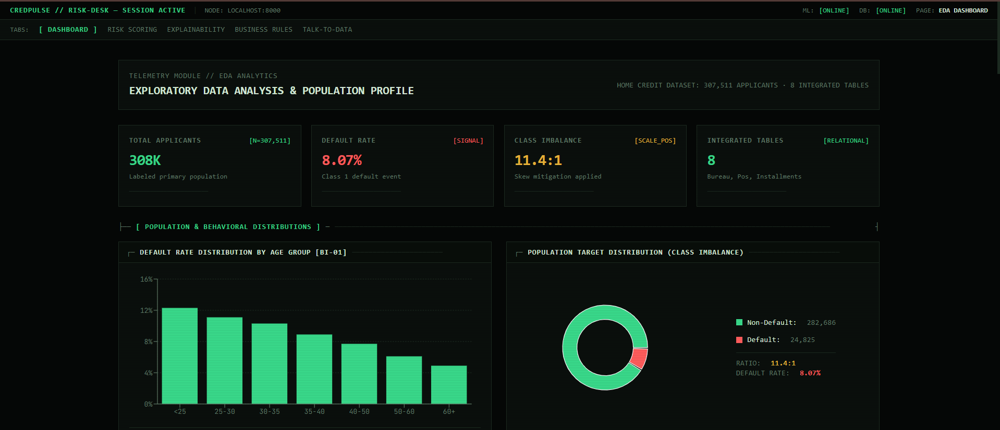 CREDPULSE // RISK-DESK — SESSION ACTIVE | NODE: LOCALHOST:8000 ML: [ONLINE] DB: [ONLINE] PAGE: EDA DASHBOARD
TABS: [ DASHBOARD ] RISK SCORING EXPLAINABILITY BUSINESS RULES TALK-TO-DATA
TELEMETRY MODULE // EDA ANALYTICS
EXPLORATORY DATA ANALYSIS & POPULATION PROFILE
HOME CREDIT DATASET: 307,511 APPLICANTS · 8 INTEGRATED TABLES
TOTAL APPLICANTS [N=307,511]
308K
Labeled primary population
DEFAULT RATE [SIGNAL]
8.07%
Class 1 default event
CLASS IMBALANCE [SCALE_POS]
11.4:1
Skew mitigation applied
INTEGRATED TABLES [RELATIONAL]
8
Bureau, Pos, Installments
[ POPULATION & BEHAVIORAL DISTRIBUTIONS ]
DEFAULT RATE DISTRIBUTION BY AGE GROUP [BI-01]
16%
12%
8%
4%
0%
<25 25-30 30-35 35-40 40-50 50-60 60+
POPULATION TARGET DISTRIBUTION (CLASS IMBALANCE)
Non-Default: 282,686
Default: 24,825
RATIO: 11.4:1
DEFAULT RATE: 8.07%